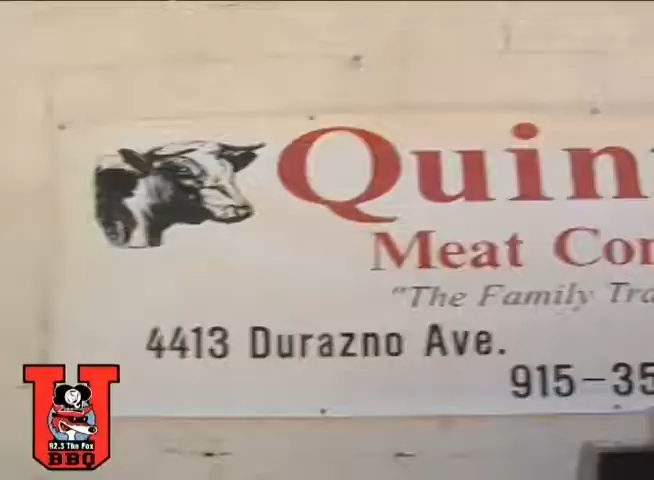 Quin
Meat Co
"The Family Tra
4413 Durazno Ave.
915-35
U
92.3 The Fox
BBQ